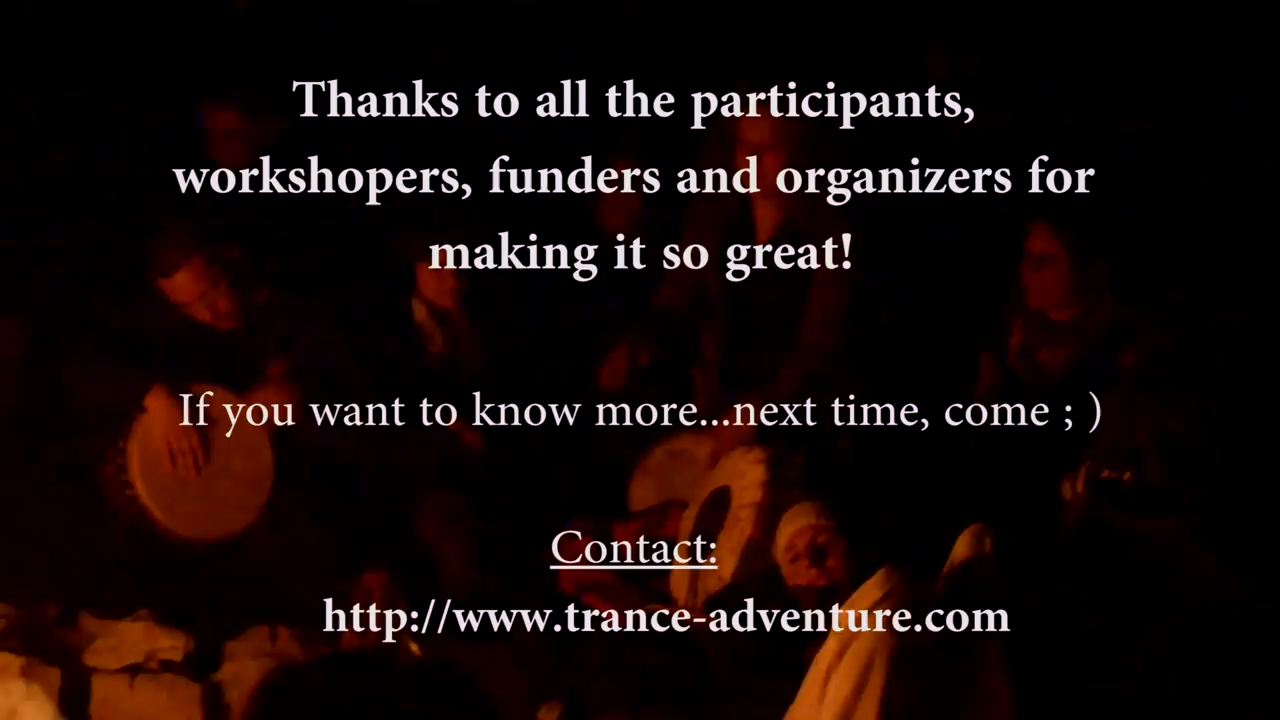 Thanks to all the participants,
workshopers, funders and organizers for
making it so great!
If you want to know more...next time, come ; )
Contact:
http://www.trance-adventure.com